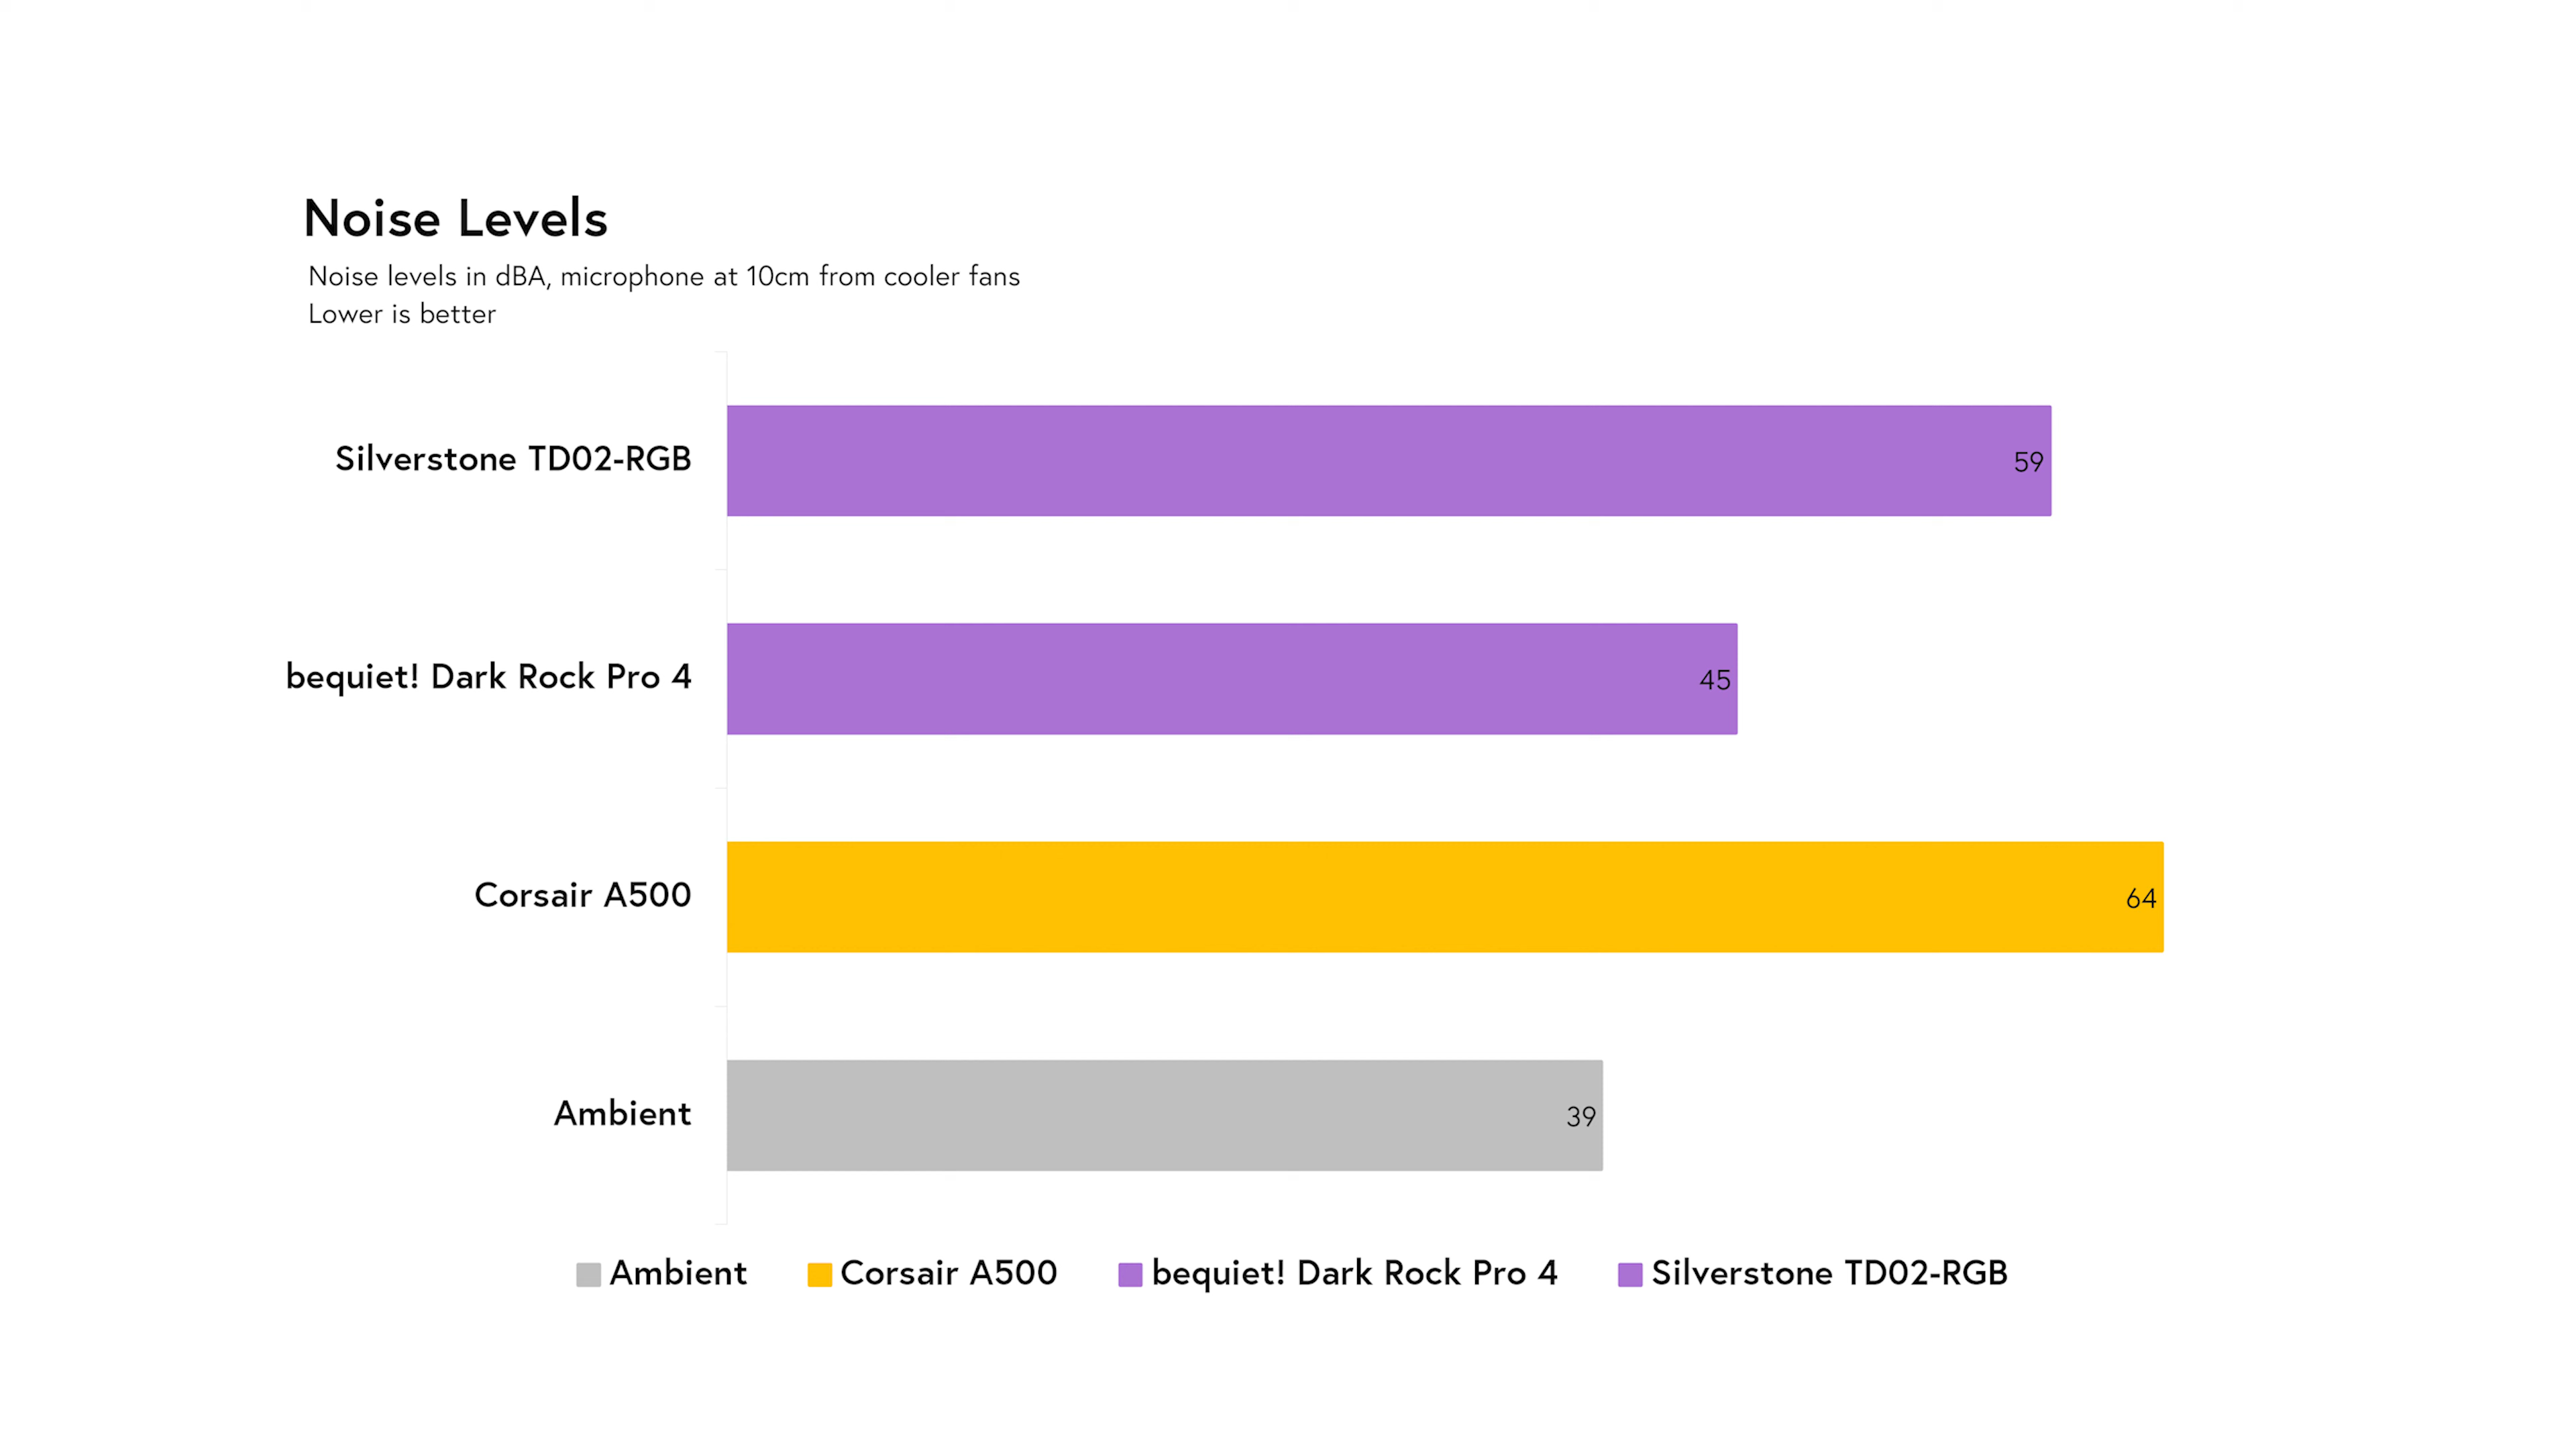 Noise Levels
Noise levels in dBA, microphone at 10cm from cooler fans
Lower is better
Silverstone TD02-RGB
59
bequiet! Dark Rock Pro 4
45
Corsair A500
64
Ambient
39
Ambient
Corsair A500
bequiet! Dark Rock Pro 4
Silverstone TD02-RGB